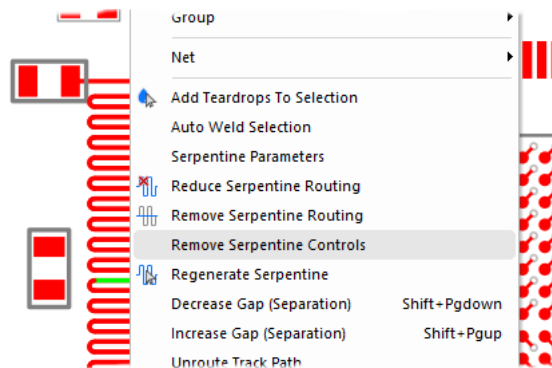 Group
Net
Add Teardrops To Selection
Auto Weld Selection
Serpentine Parameters
Reduce Serpentine Routing
Remove Serpentine Routing
Remove Serpentine Controls
Regenerate Serpentine
Decrease Gap (Separation) Shift+Pgdown
Increase Gap (Separation) Shift+Pgup
Unroute Track Path